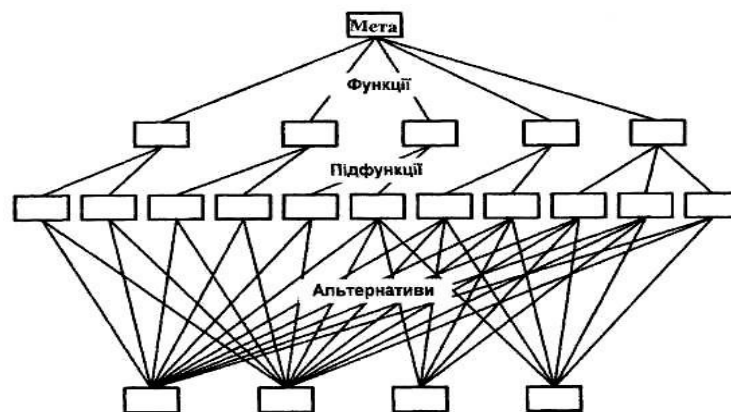 Мета
Функції
Підфункції
Альтернативи